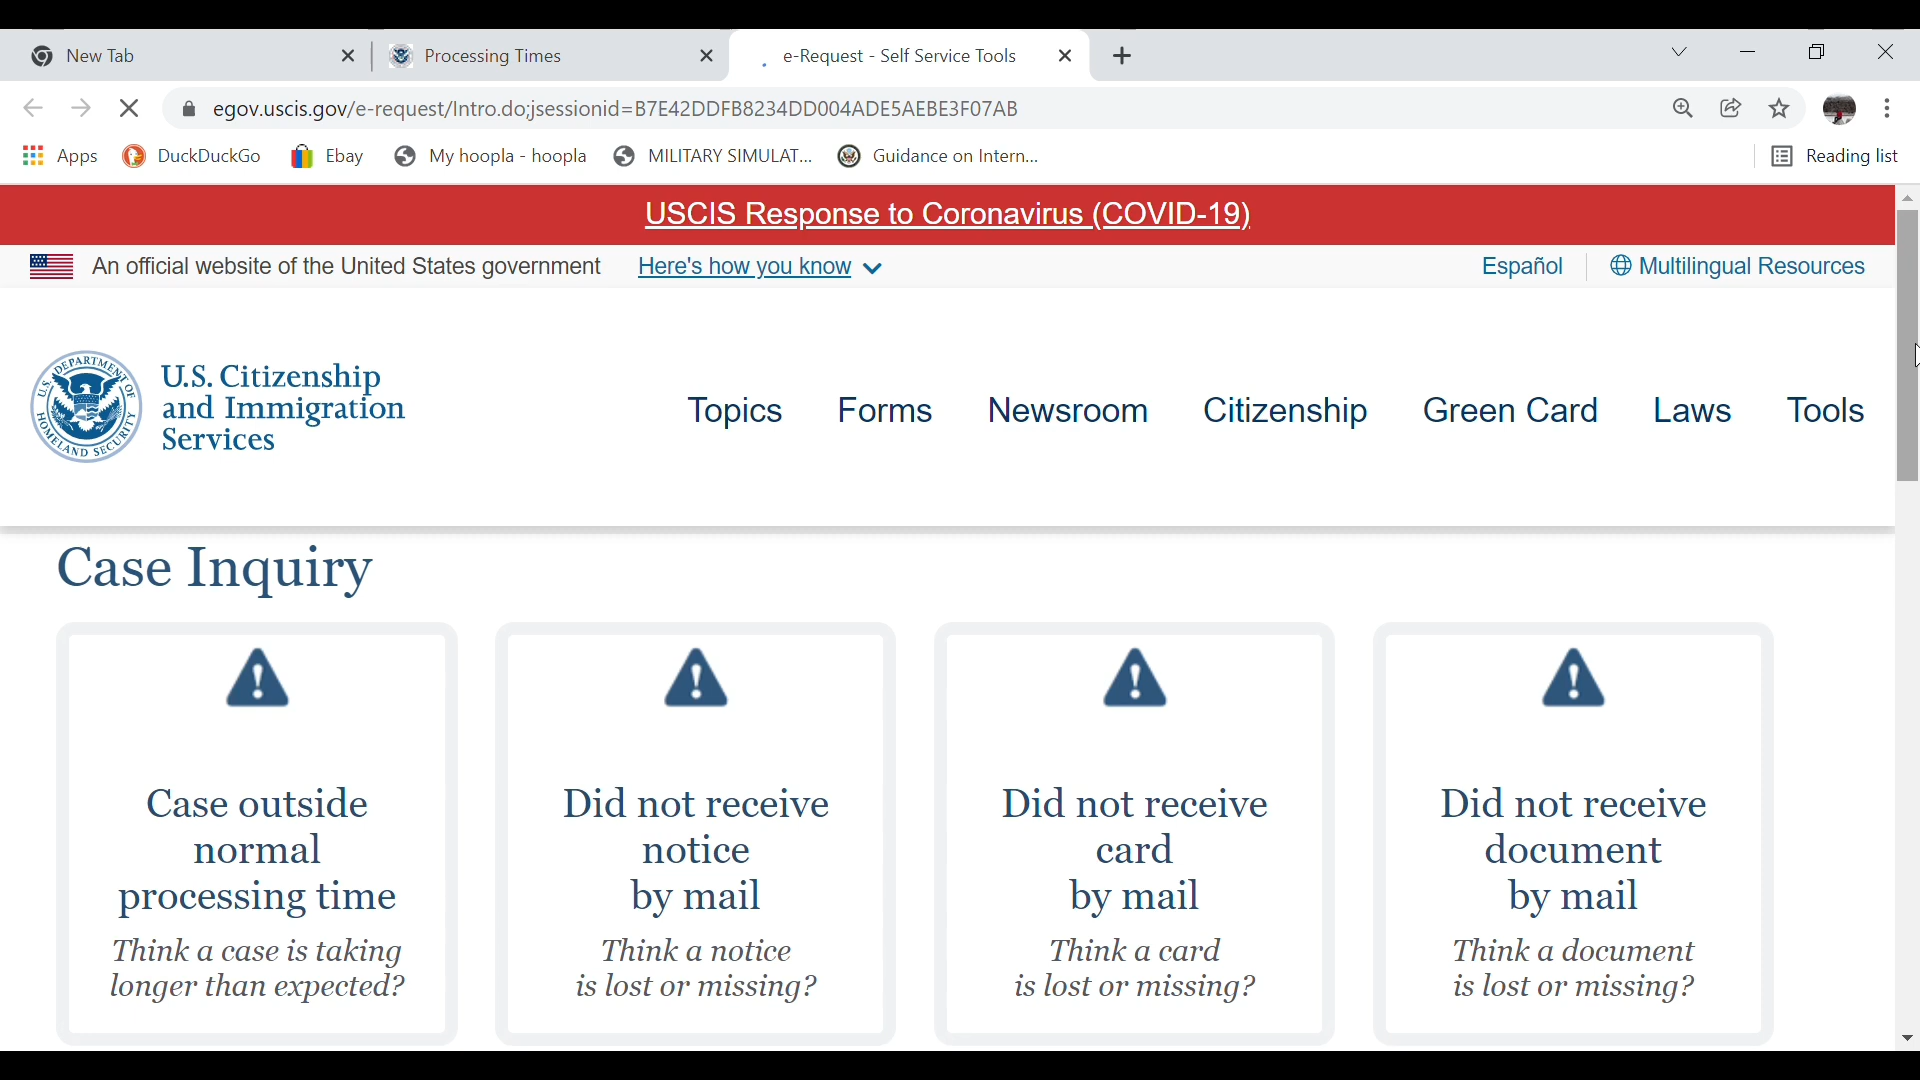 New Tab
Processing Times
e-Request - Self Service Tools
egov.uscis.gov/e-request/Intro.do;jsessionid=B7E42DDFB8234DD004ADE5AEBE3F07AB
Apps
DuckDuckGo
Ebay
My hoopla - hoopla
MILITARY SIMULAT...
Guidance on Intern...
Reading list
USCIS Response to Coronavirus (COVID-19)
An official website of the United States government
Here's how you know
Español
Multilingual Resources
U.S. DEPARTMENT OF HOMELAND SECURITY
U.S. Citizenship
and Immigration
Services
Topics
Forms
Newsroom
Citizenship
Green Card
Laws
Tools
Case Inquiry
Case outside
normal
processing time
Think a case is taking
longer than expected?
Did not receive
notice
by mail
Think a notice
is lost or missing?
Did not receive
card
by mail
Think a card
is lost or missing?
Did not receive
document
by mail
Think a document
is lost or missing?